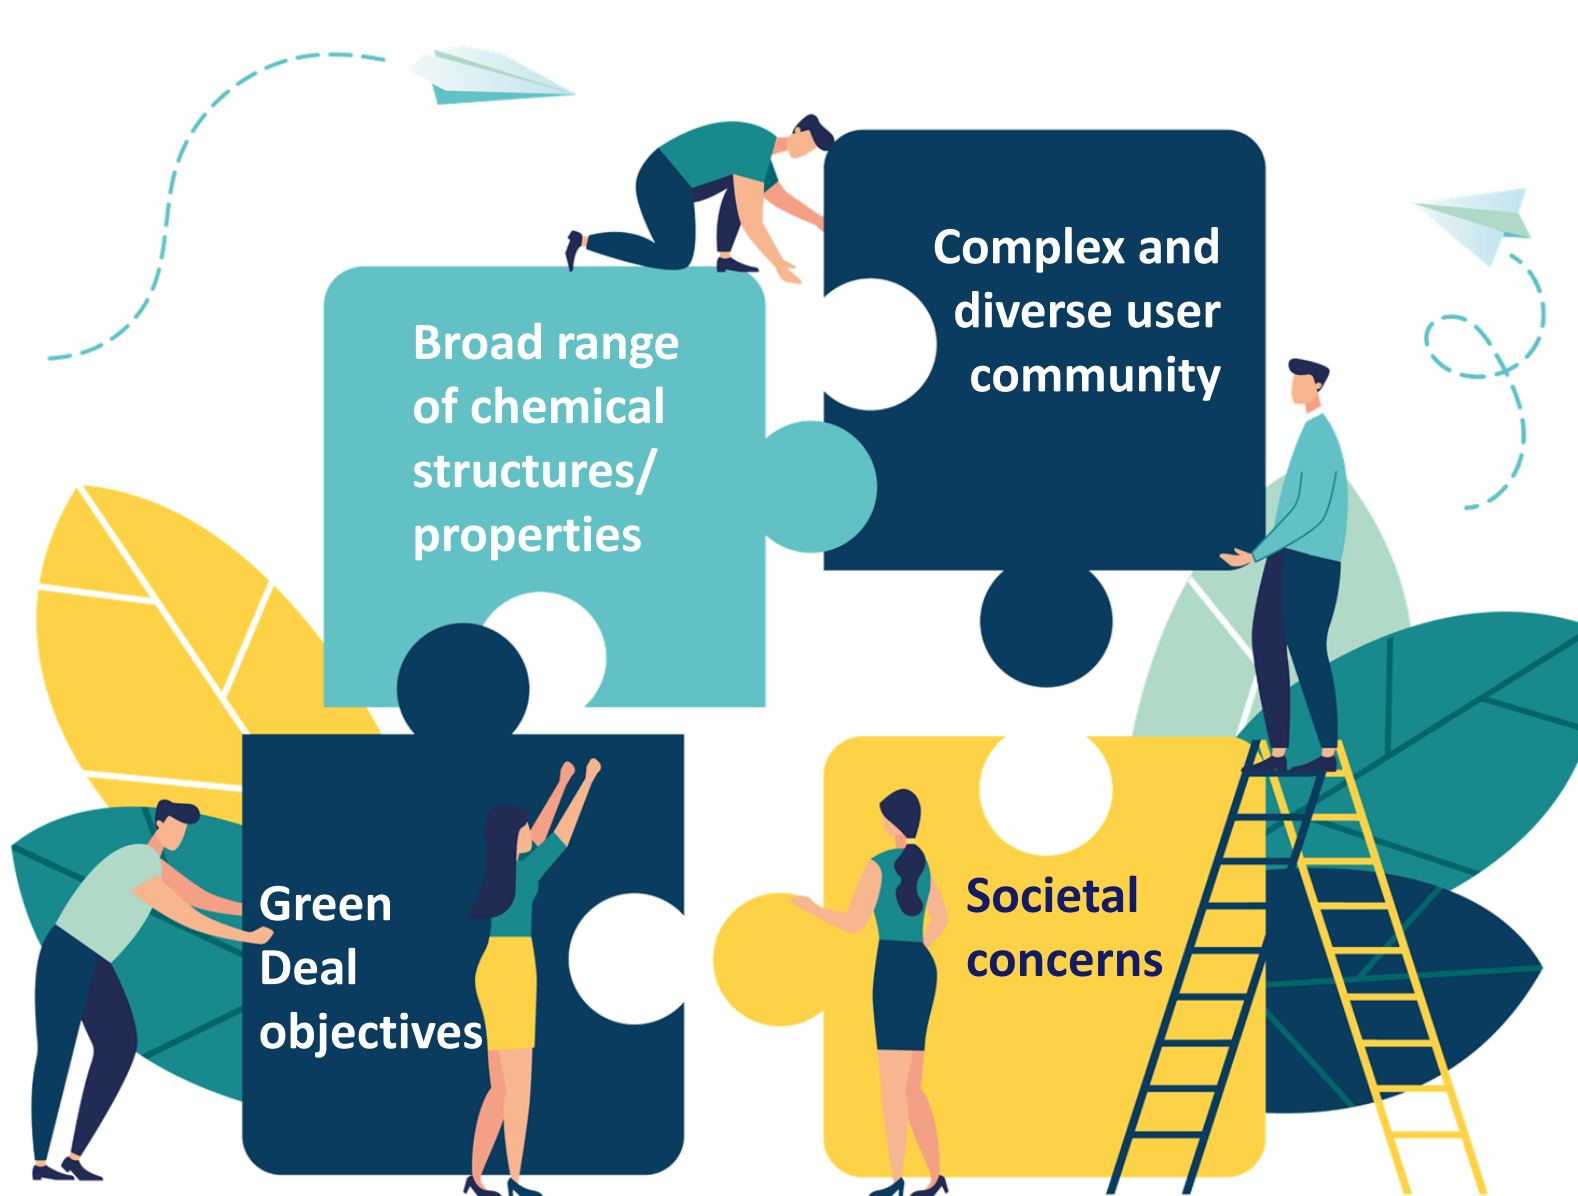 Broad range
of chemical
structures/
properties
Complex and
diverse user
community
Green
Deal
objectives
Societal
concerns